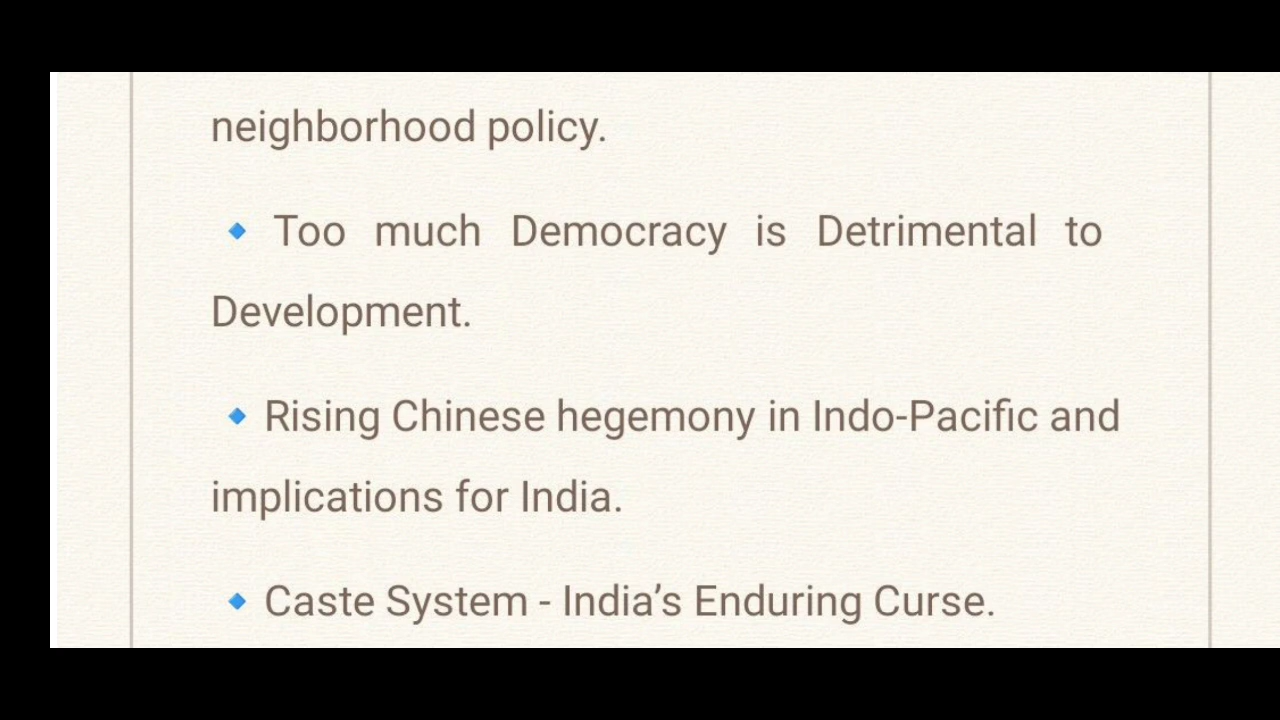 neighborhood policy.
🔹 Too much Democracy is Detrimental to
Development.
🔹 Rising Chinese hegemony in Indo-Pacific and
implications for India.
🔹 Caste System - India’s Enduring Curse.